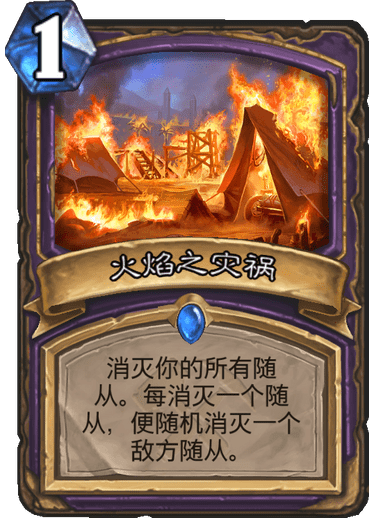 1
火焰之灾祸
消灭你的所有随
从。每消灭一个随
从，便随机消灭一个
敌方随从。